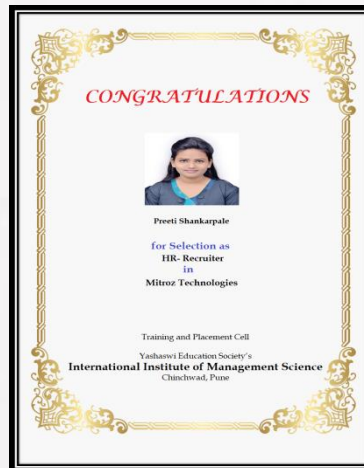 CONGRATULATIONS
Preeti Shankarpale
for Selection as
HR- Recruiter
in
Mitroz Technologies
Training and Placement Cell
Yashaswi Education Society's
International Institute of Management Science
Chinchwad, Pune